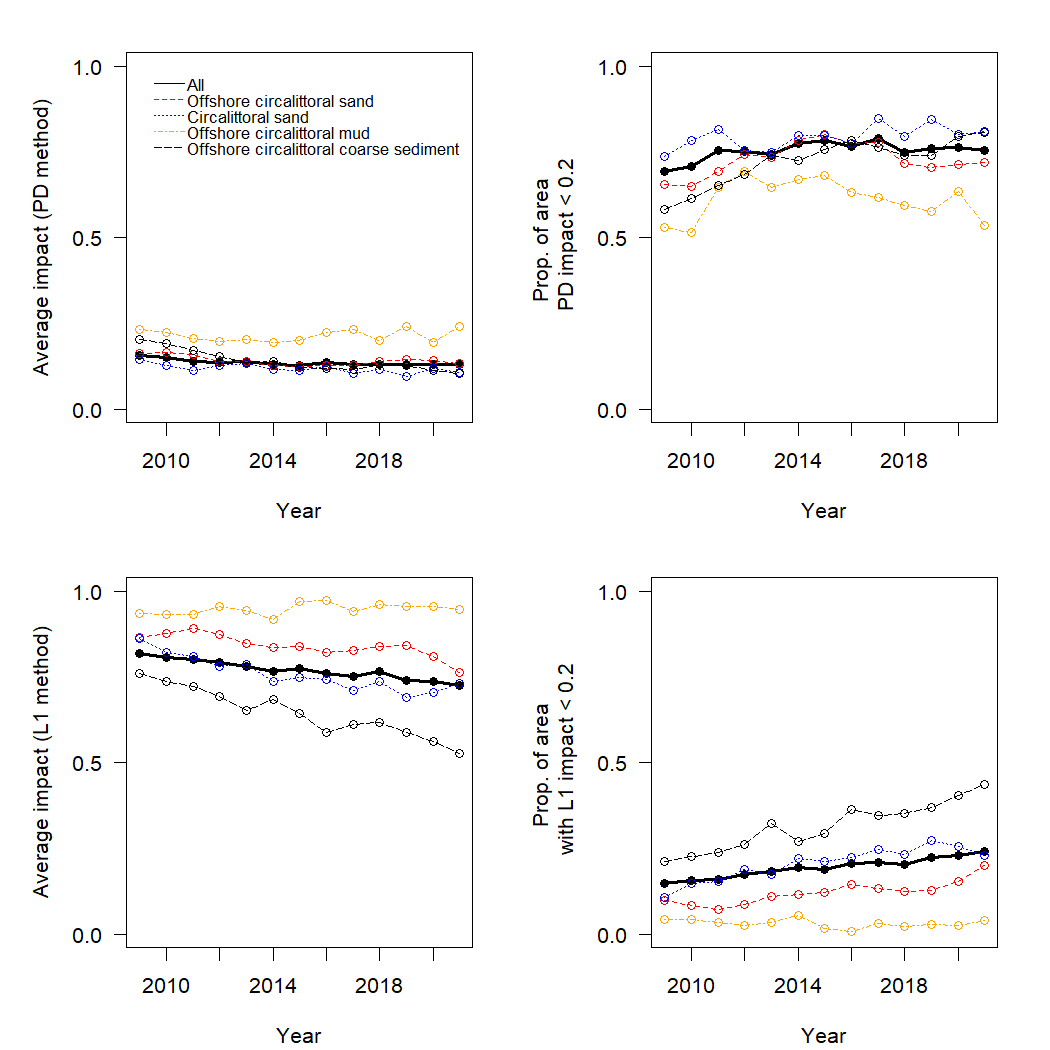 1.0
0.5
0.0
Average impact (PD method)
All
Offshore circalittoral sand
Circalittoral sand
Offshore circalittoral mud
Offshore circalittoral coarse sediment
2010 2014 2018
Year
1.0
0.5
0.0
Prop. of area
PD impact < 0.2
2010 2014 2018
Year
1.0
0.5
0.0
Average impact (L1 method)
2010 2014 2018
Year
1.0
0.5
0.0
Prop. of area
with L1 impact < 0.2
2010 2014 2018
Year